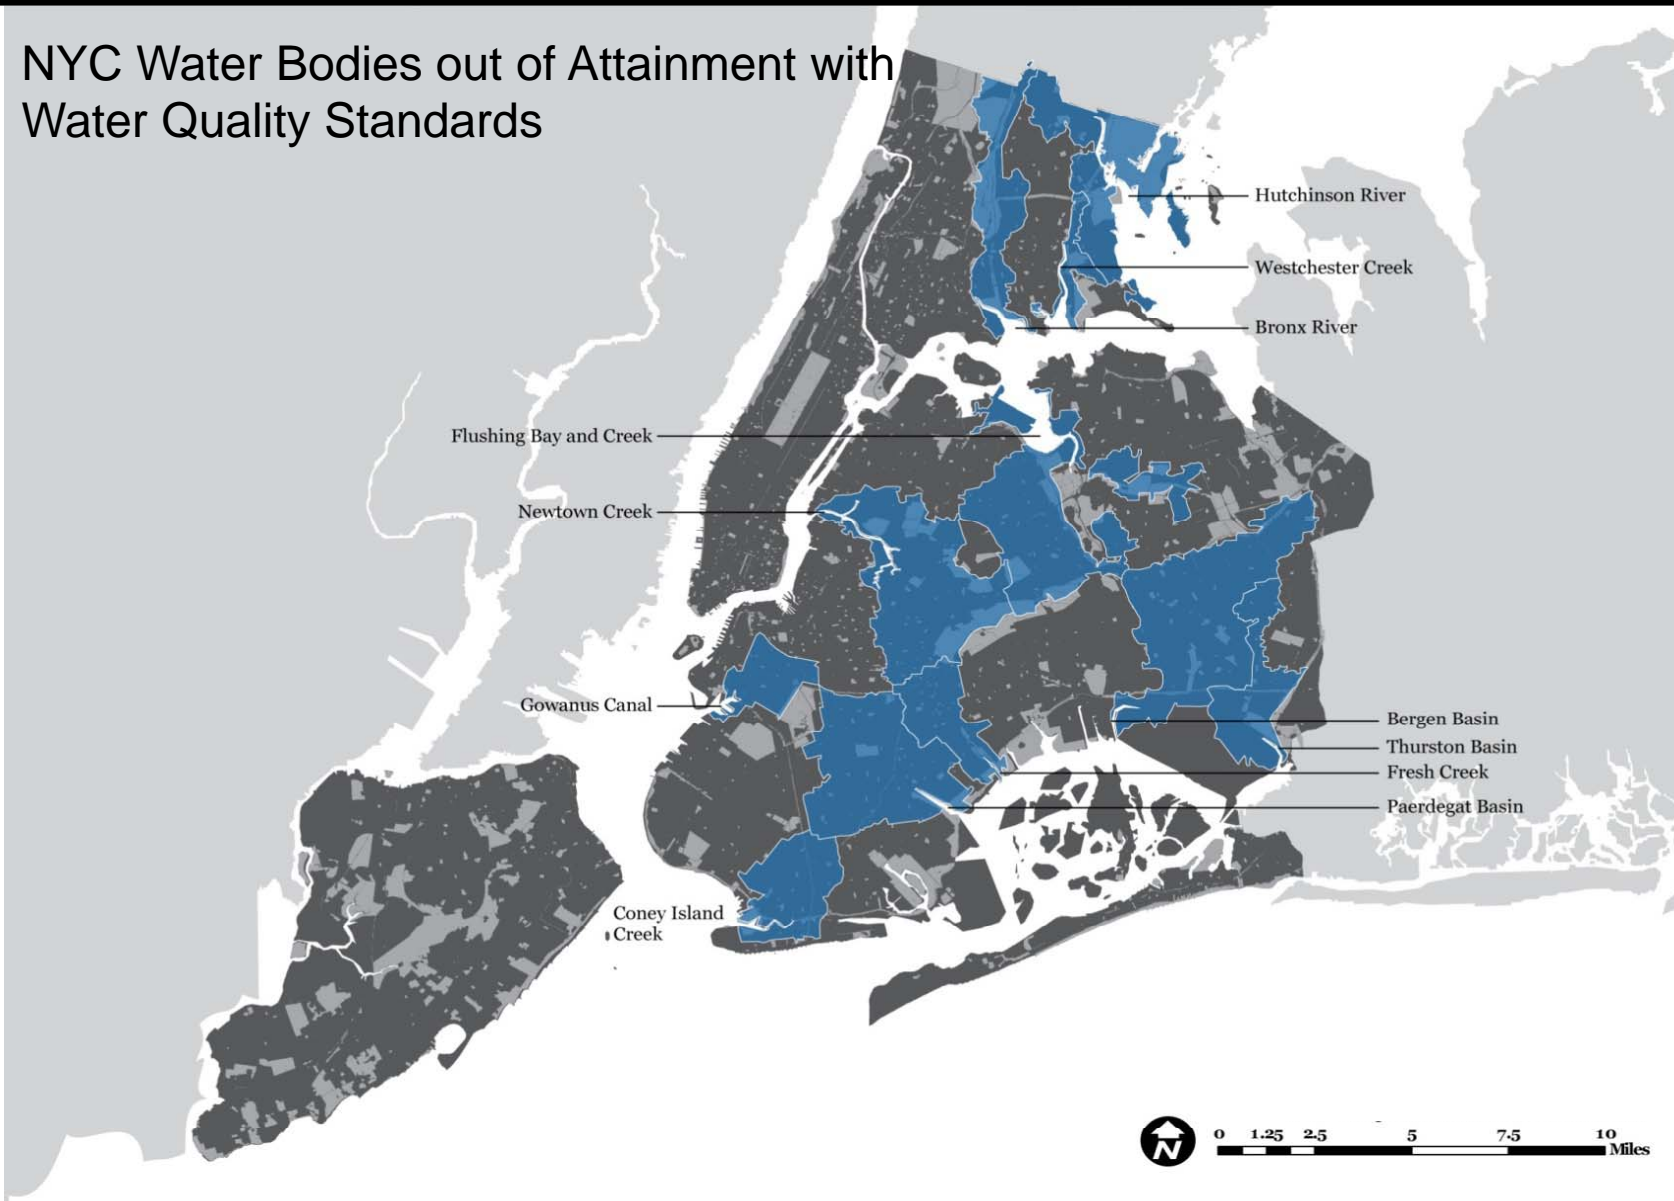 NYC Water Bodies out of Attainment with
Water Quality Standards
Hutchinson River
Westchester Creek
Bronx River
Flushing Bay and Creek
Newtown Creek
Gowanus Canal
Bergen Basin
Thurston Basin
Fresh Creek
Paerdegat Basin
Coney Island
Creek
N
0 1.25 2.5 5 7.5 10
Miles